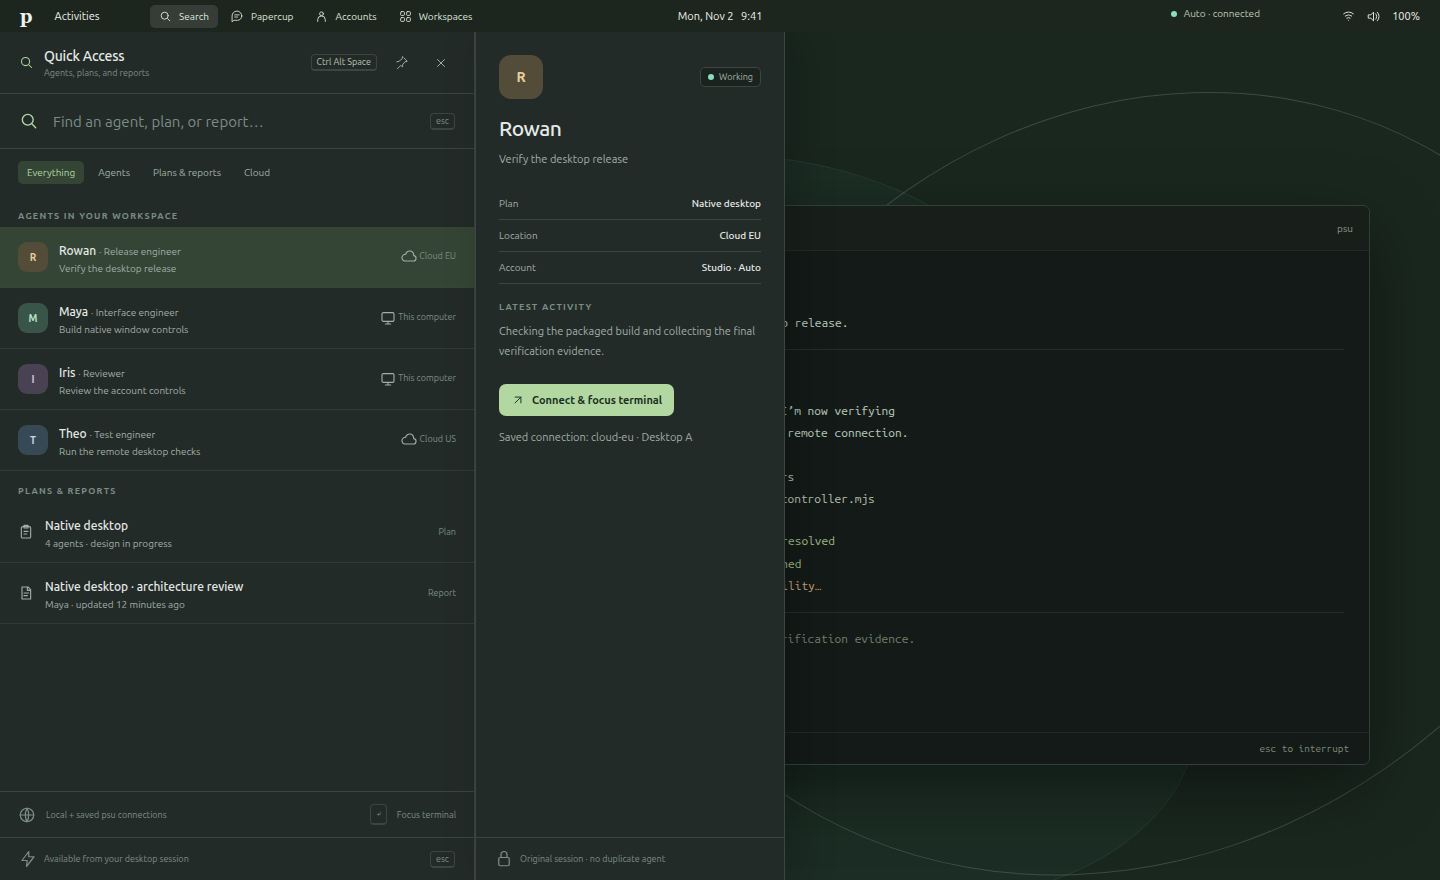 p Activities Search Papercup Accounts Workspaces Mon, Nov 2 9:41 Auto · connected 100%
Quick Access
Agents, plans, and reports
Ctrl Alt Space
Find an agent, plan, or report…
esc
Everything Agents Plans & reports Cloud
AGENTS IN YOUR WORKSPACE
R
Rowan · Release engineer
Verify the desktop release
Cloud EU
M
Maya · Interface engineer
Build native window controls
This computer
I
Iris · Reviewer
Review the account controls
This computer
T
Theo · Test engineer
Run the remote desktop checks
Cloud US
PLANS & REPORTS
Native desktop
4 agents · design in progress
Plan
Native desktop · architecture review
Maya · updated 12 minutes ago
Report
Local + saved psu connections
Focus terminal
Available from your desktop session
esc
R
Working
Rowan
Verify the desktop release
Plan Native desktop
Location Cloud EU
Account Studio · Auto
LATEST ACTIVITY
Checking the packaged build and collecting the final
verification evidence.
Connect & focus terminal
Saved connection: cloud-eu · Desktop A
Original session · no duplicate agent
psu
release.
I’m now verifying
remote connection.
controller.mjs
resolved
rification evidence.
esc to interrupt